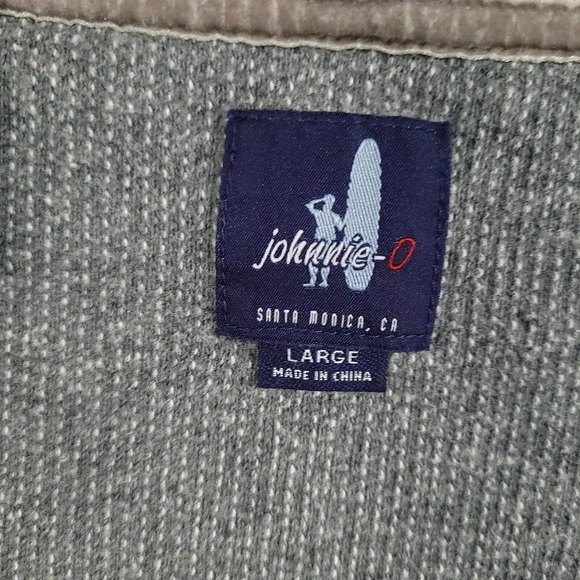 johnnie-O
SANTA MONICA, CA
LARGE
MADE IN CHINA